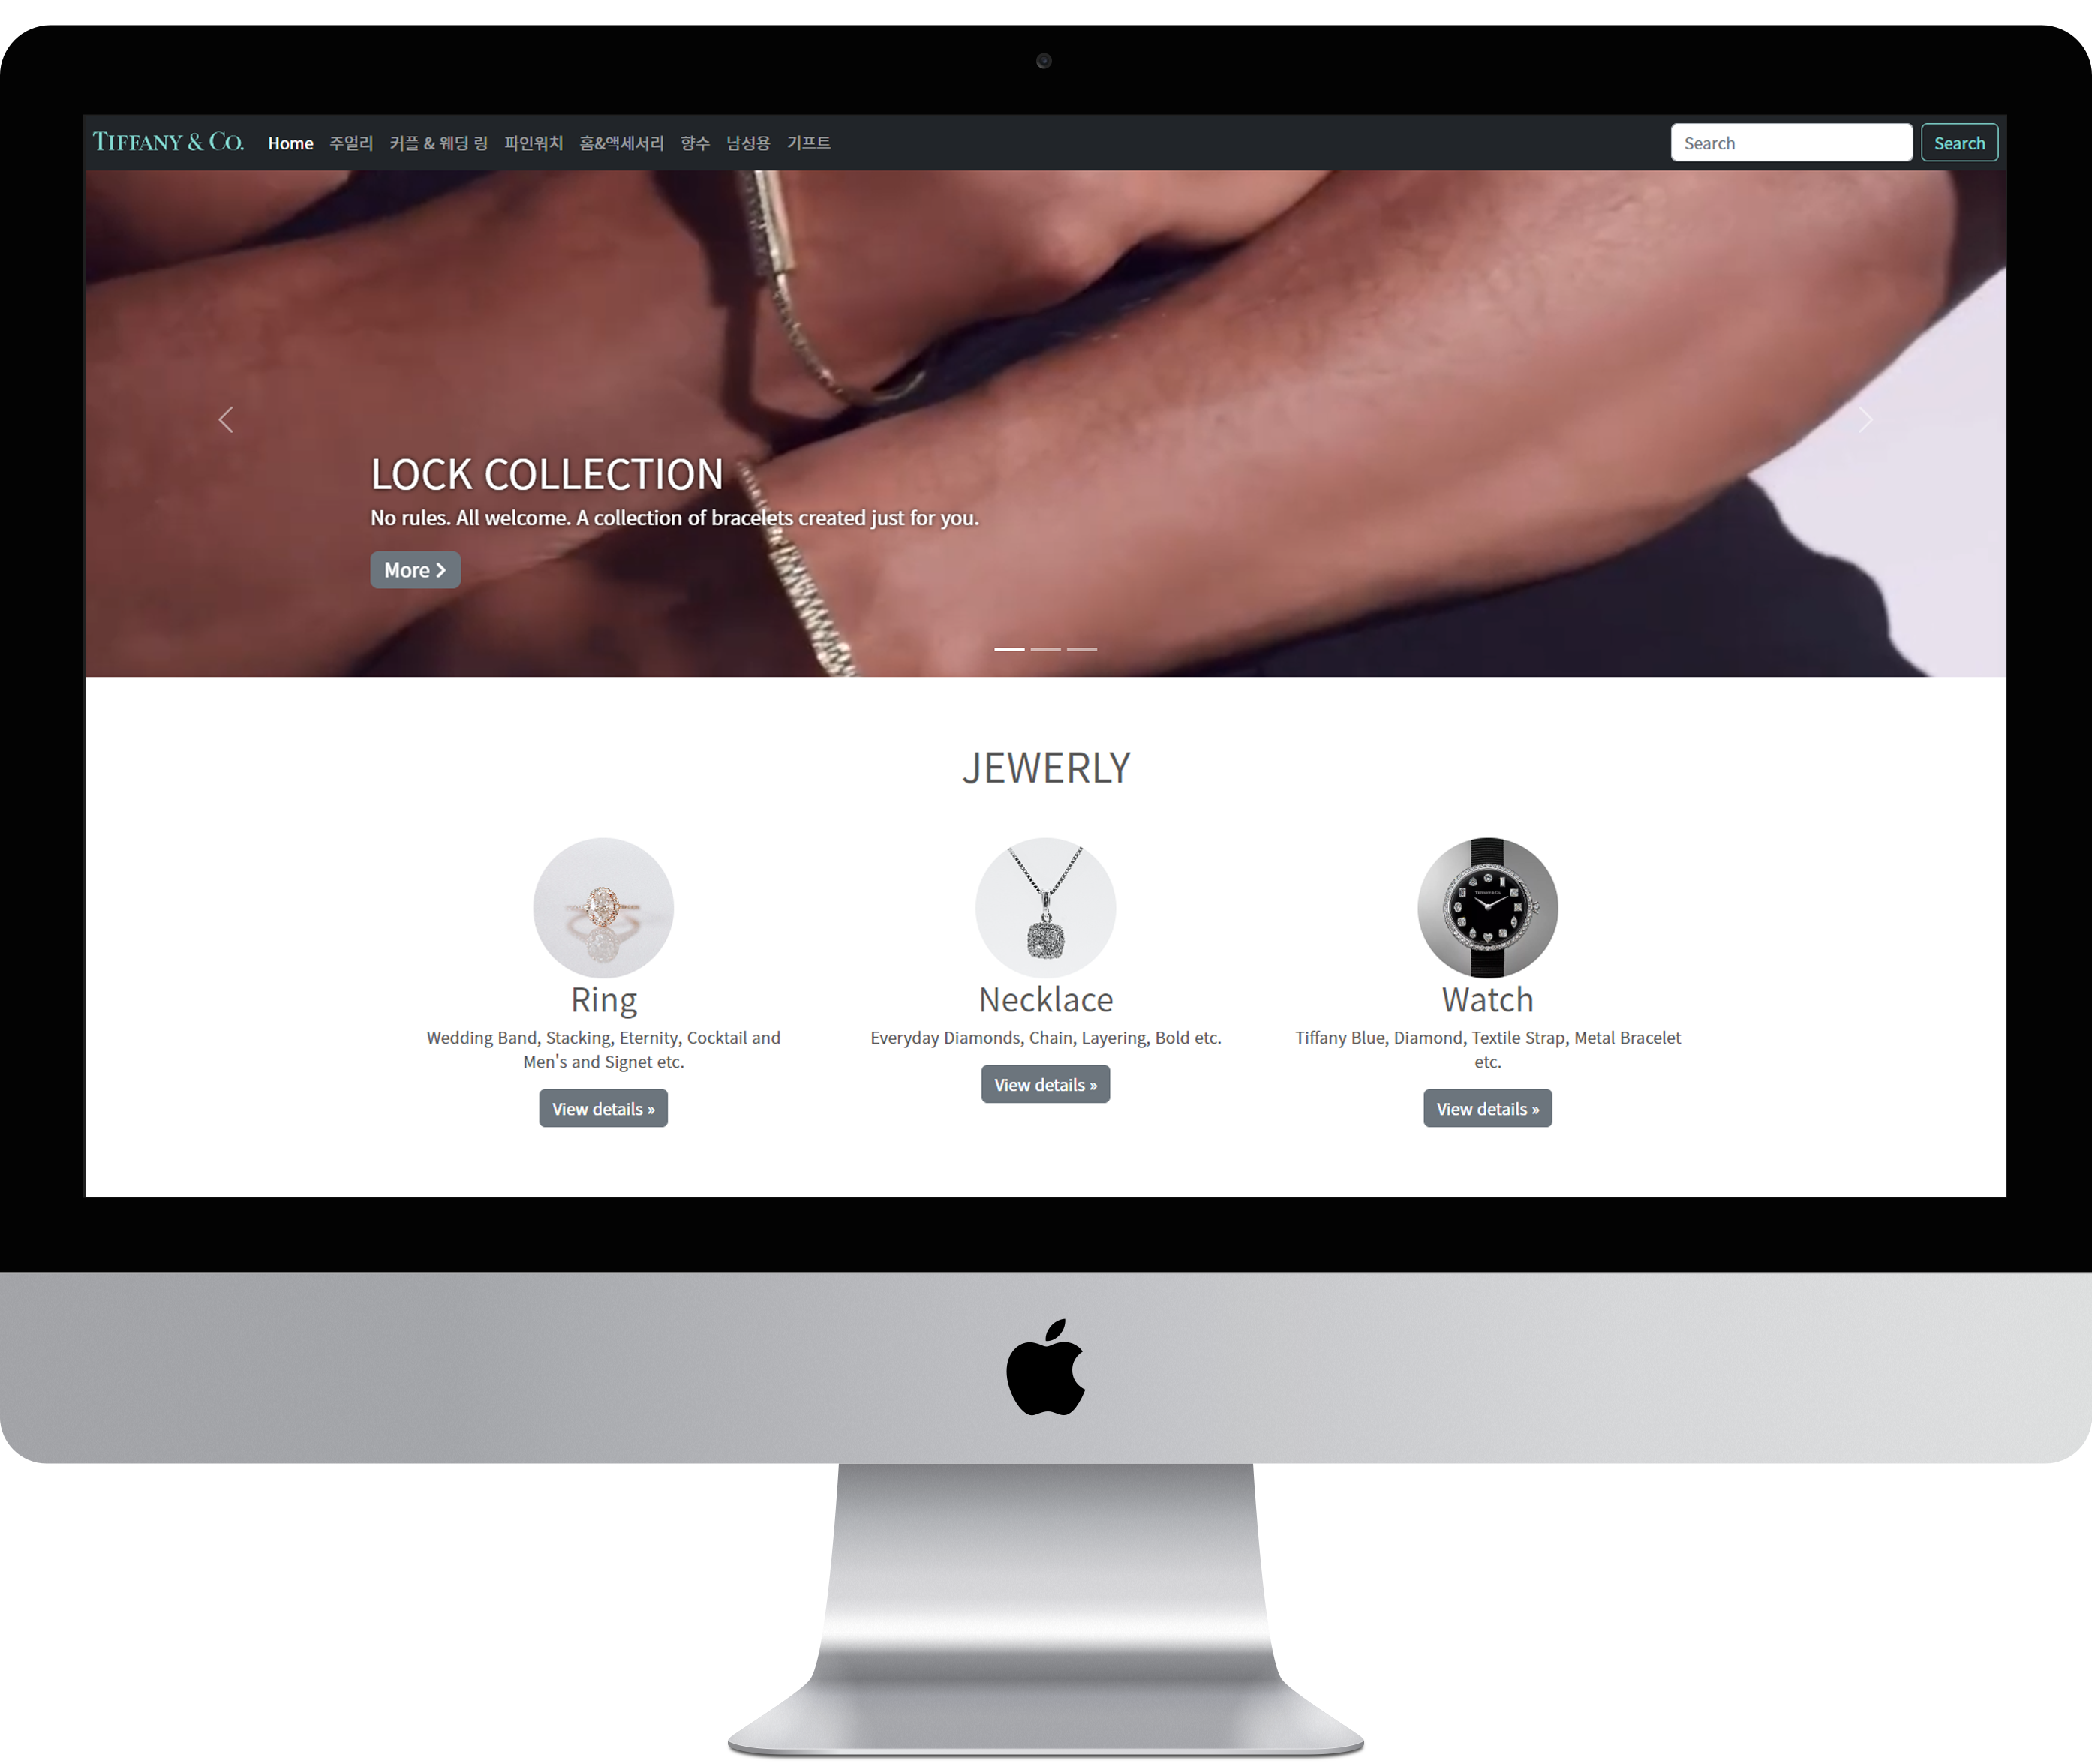 TIFFANY & CO. Home 주얼리 커플 & 웨딩 링 파인워치 홈&액세서리 향수 남성용 기프트 Search Search
LOCK COLLECTION
No rules. All welcome. A collection of bracelets created just for you.
More
JEWERLY
TIFFANY & CO.
Ring
Wedding Band, Stacking, Eternity, Cocktail and
Men's and Signet etc.
View details »
Necklace
Everyday Diamonds, Chain, Layering, Bold etc.
View details »
Watch
Tiffany Blue, Diamond, Textile Strap, Metal Bracelet
etc.
View details »